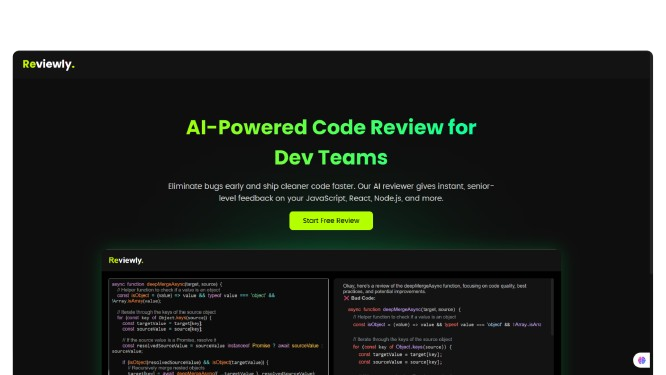 Reviewly.
AI-Powered Code Review for
Dev Teams
Eliminate bugs early and ship cleaner code faster. Our AI reviewer gives instant, senior-
level feedback on your JavaScript, React, Node.js, and more.
Start Free Review
Reviewly.
async function deepMergeAsync(target, source) {
// Helper function to check if a value is an object
const isObject = (value) => value && typeof value === 'object' &&
!Array.isArray(value);
// Iterate through the keys of the source object
for (const key of Object.keys(source)) {
const targetValue = target[key];
const sourceValue = source[key];
// If the source value is a Promise, resolve it
const resolvedSourceValue = sourceValue instanceof Promise ? await sourceValue :
sourceValue;
if (isObject(resolvedSourceValue) && isObject(targetValue)) {
// Recursively merge nested objects
target[key] = await deepMergeAsync({ ...targetValue }, resolvedSourceValue);
Okay, here's a review of the deepMergeAsync function, focusing on code quality, best
practices, and potential improvements.
❌ Bad Code:
async function deepMergeAsync(target, source) {
// Helper function to check if a value is an object
const isObject = (value) => value && typeof value === 'object' && !Array.isArra
// Iterate through the keys of the source object
for (const key of Object.keys(source)) {
const targetValue = target[key];
const sourceValue = source[key];